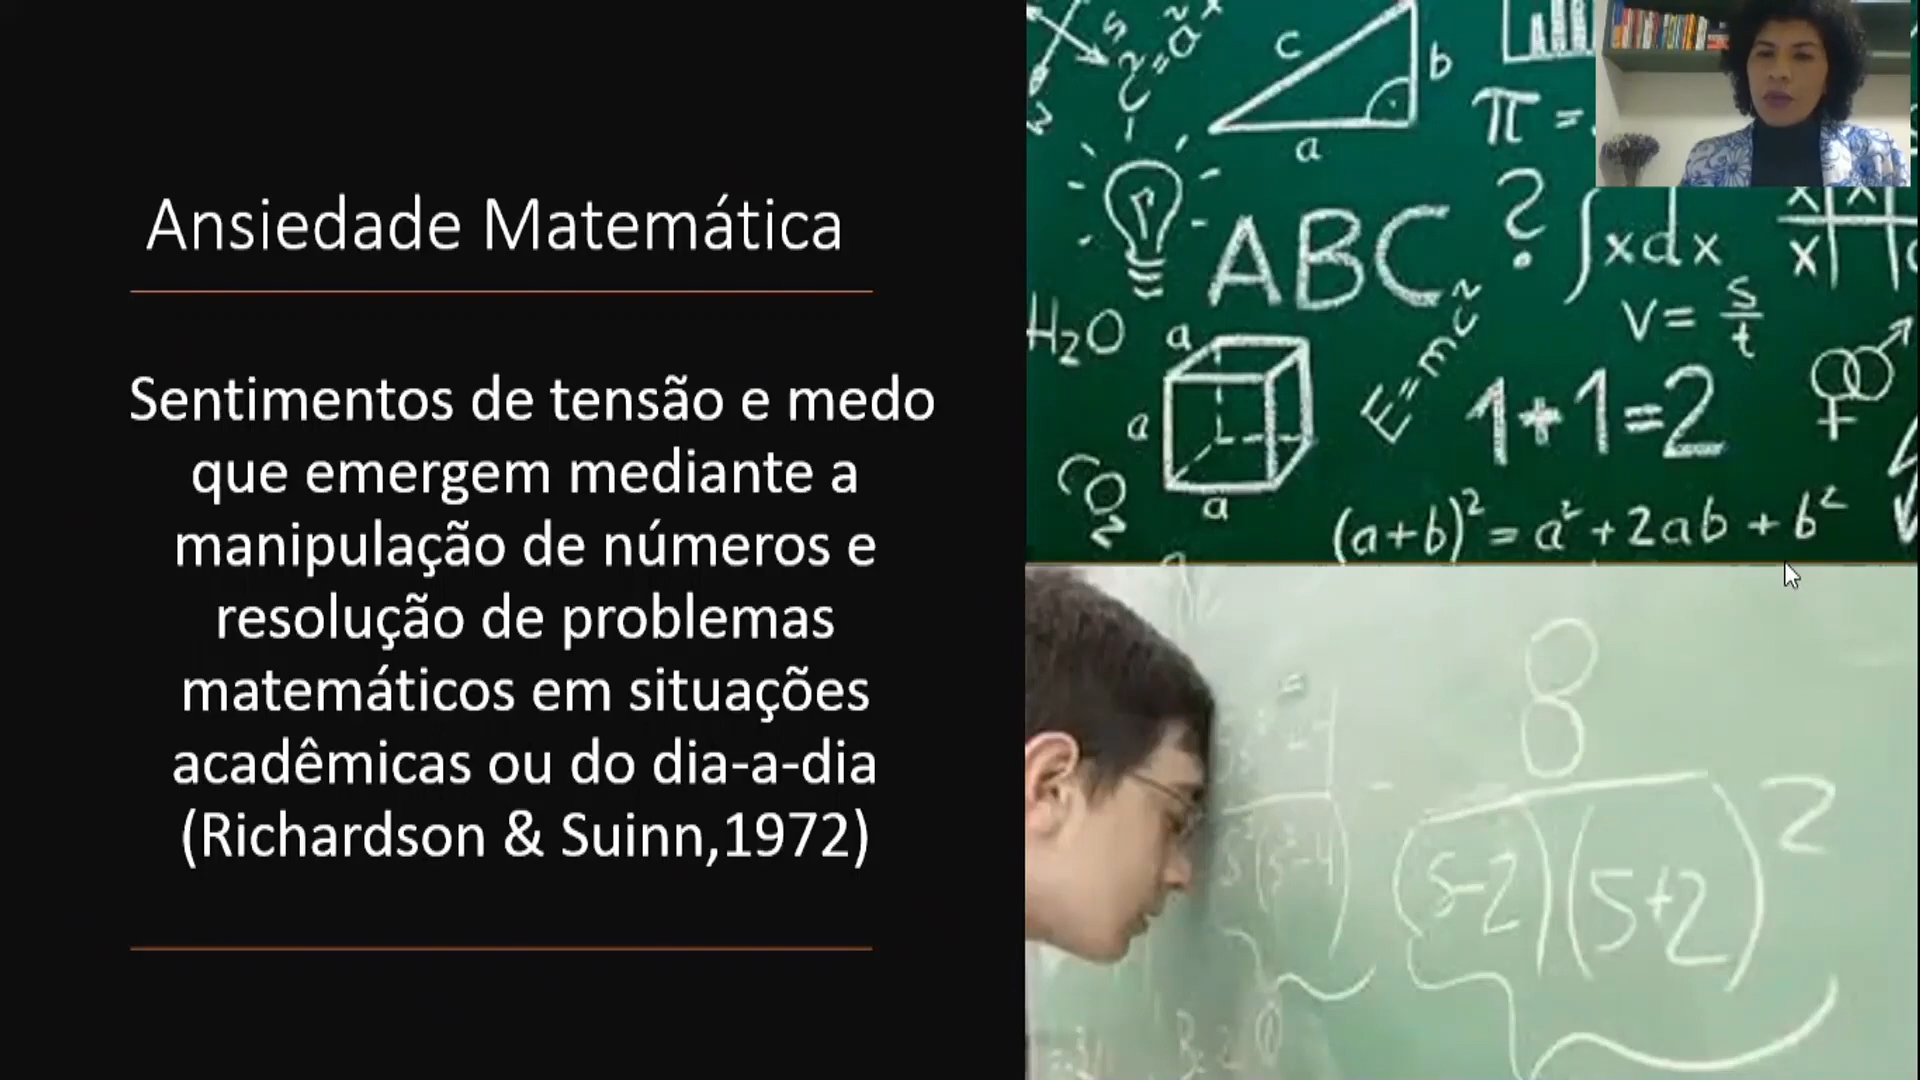 Ansiedade Matemática
Sentimentos de tensão e medo
que emergem mediante a
manipulação de números e
resolução de problemas
matemáticos em situações
acadêmicas ou do dia-a-dia
(Richardson & Suinn,1972)
c
b
a
π =
ABC
?
∫xdx
x
H₂O
a
v= s/t
E=mc²
a
1+1=2
CO₂
a
(a+b)²=a²+2ab+b²
8
(s-2)(s+2)
2